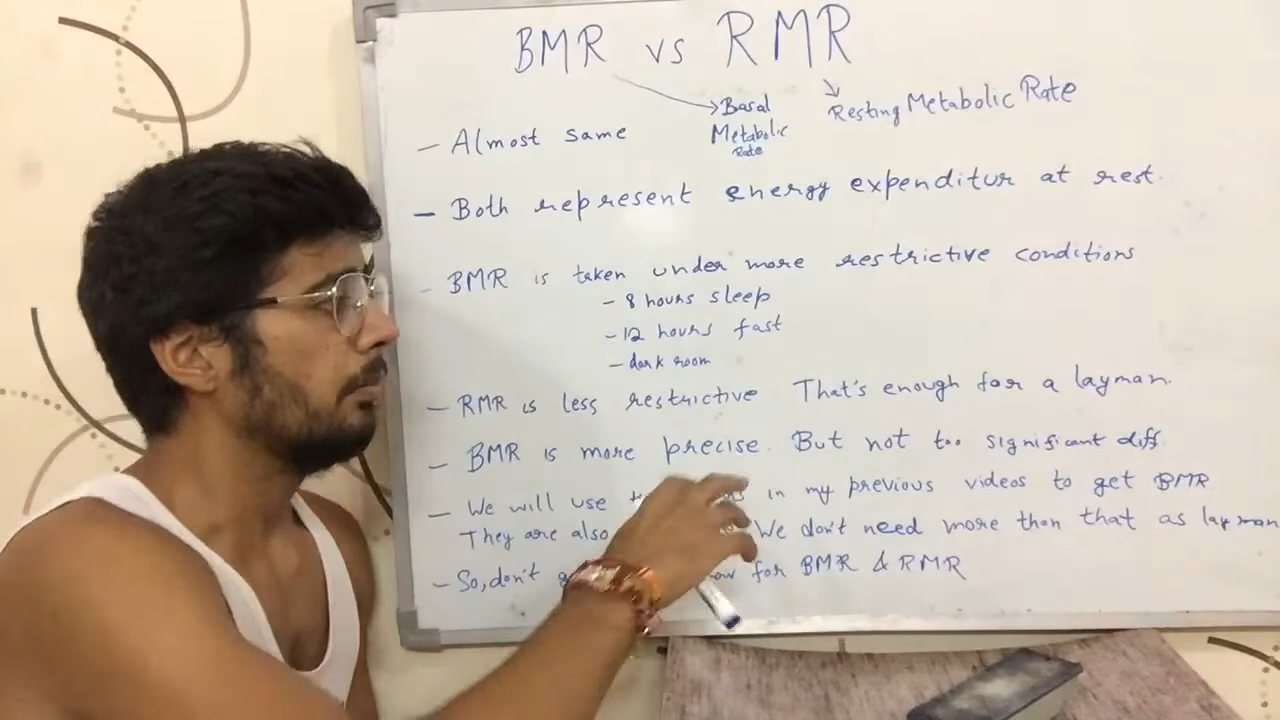 BMR vs RMR
Basal
Metabolic
Rate
Resting Metabolic Rate
- Almost same
- Both represent energy expenditur at rest.
- BMR is taken under more restrictive conditions
- 8 hours sleep
- 12 hours fast
- dark room
- RMR is less restrictive That's enough for a layman.
- BMR is more precise. But not too significant diff.
- We will use in my previous videos to get BMR
They are also We don't need more than that as layman
- So, don't for BMR & RMR